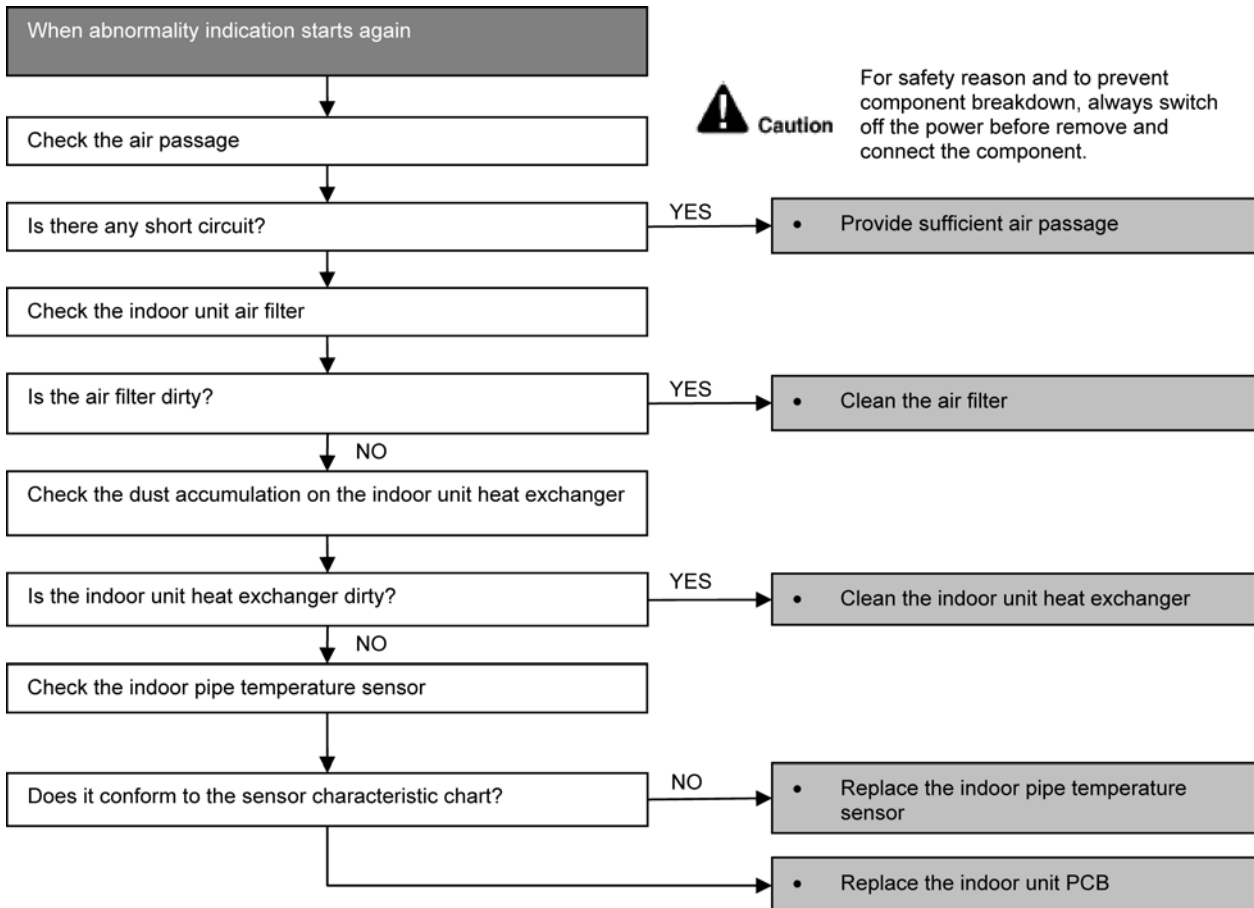 When abnormality indication starts again
For safety reason and to prevent
component breakdown, always switch
off the power before remove and
connect the component.
Caution
Check the air passage
Is there any short circuit?
YES
• Provide sufficient air passage
Check the indoor unit air filter
Is the air filter dirty?
YES
• Clean the air filter
NO
Check the dust accumulation on the indoor unit heat exchanger
Is the indoor unit heat exchanger dirty?
YES
• Clean the indoor unit heat exchanger
NO
Check the indoor pipe temperature sensor
Does it conform to the sensor characteristic chart?
NO
• Replace the indoor pipe temperature
sensor
• Replace the indoor unit PCB